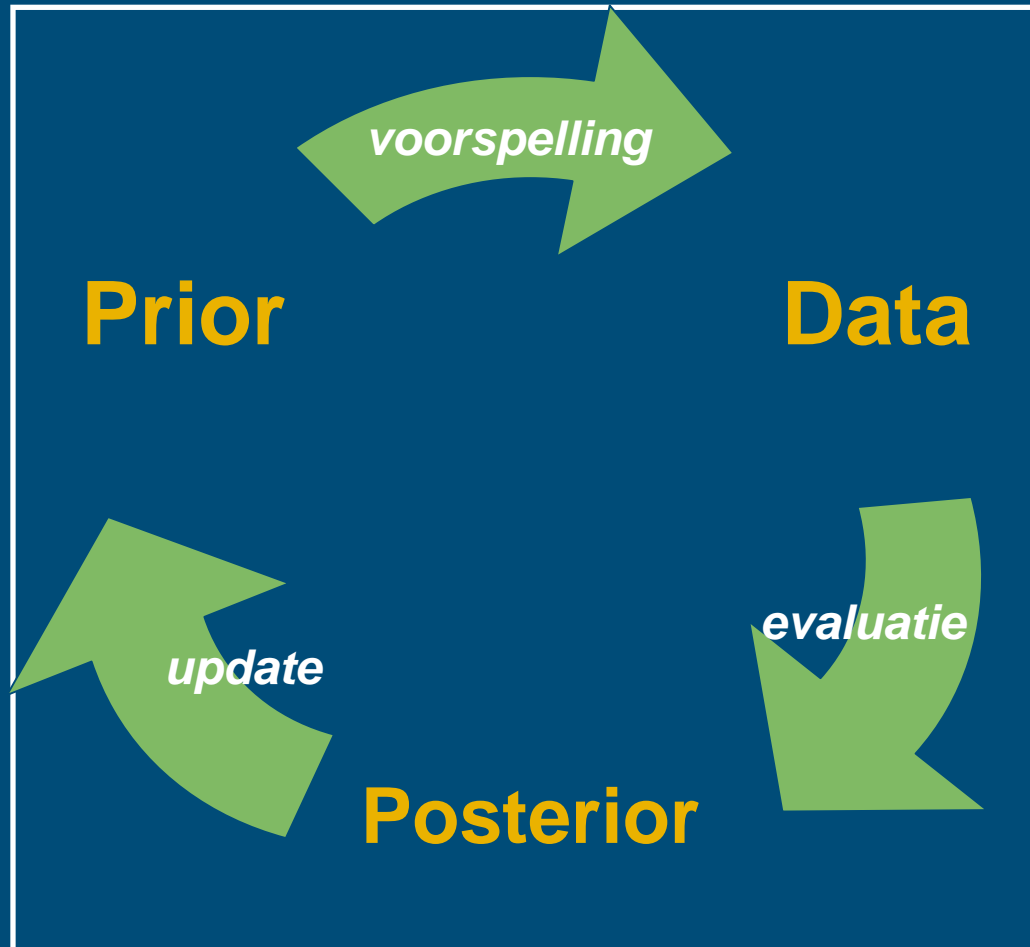 voorspelling
Prior
Data
evaluatie
update
Posterior